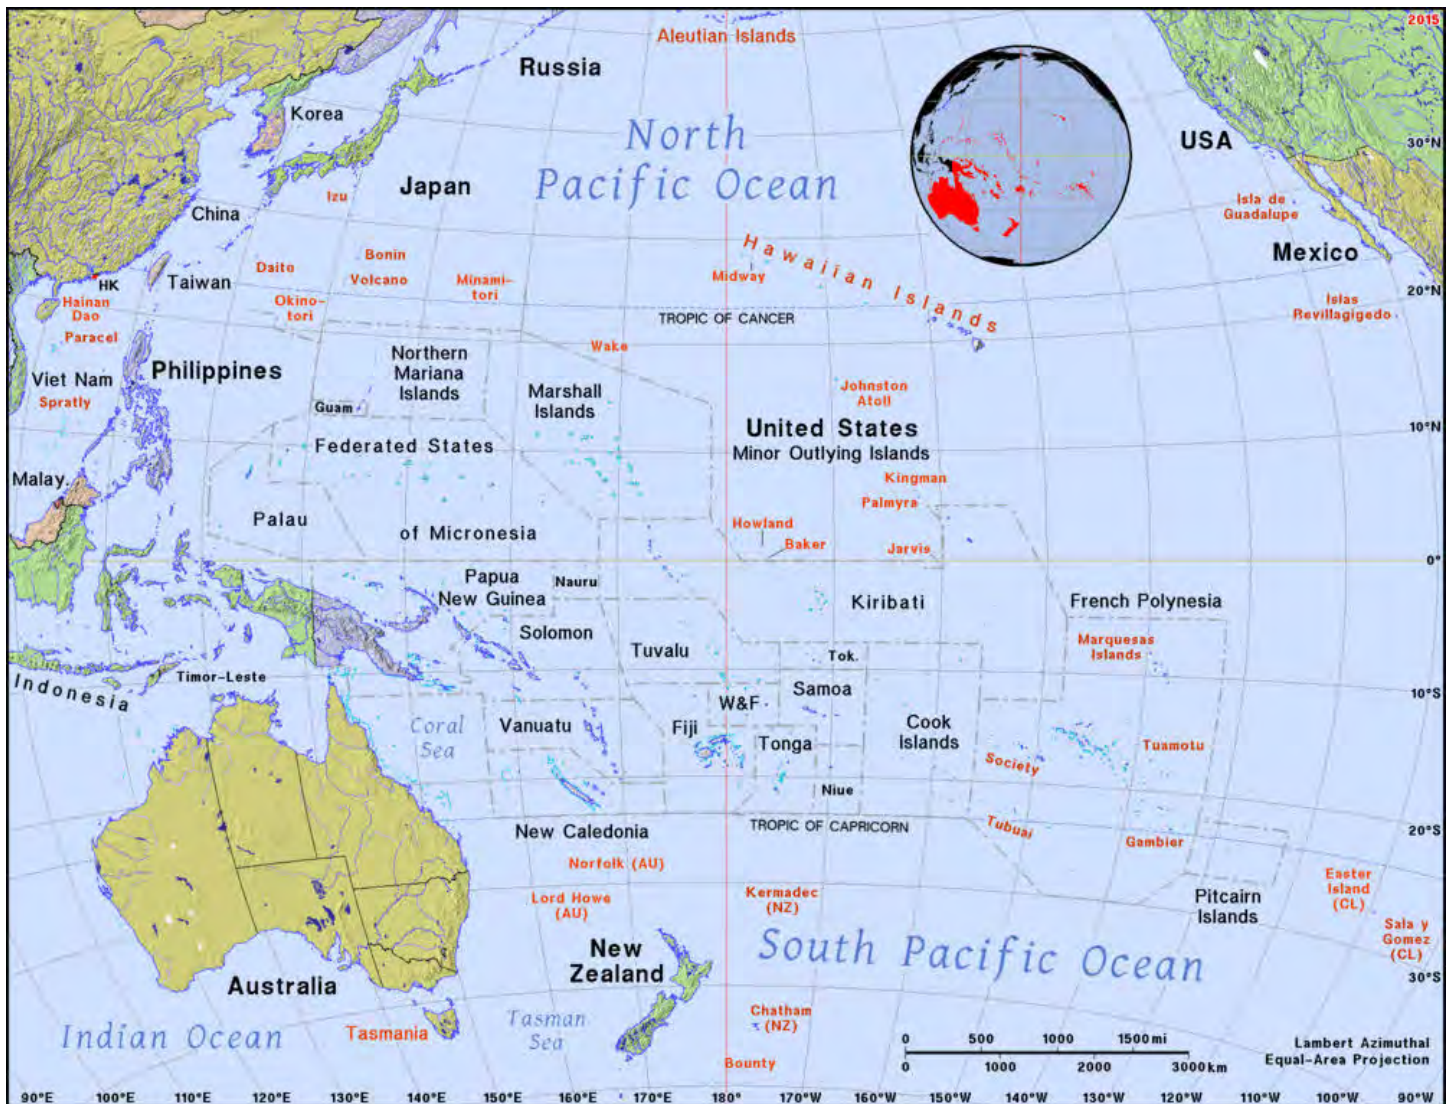 2015
Aleutian Islands
Russia
Korea
North
Pacific Ocean
USA
30°N
Japan
Izu
China
Isla de
Guadalupe
Mexico
Hawaiian Islands
Bonin
Daito
Volcano
Minami-
tori
Midway
Taiwan
HK
Hainan
Dao
Okino-
tori
20°N
Islas
Revillagigedo
TROPIC OF CANCER
Paracel
Wake
Philippines
Northern
Mariana
Islands
Viet Nam
Spratly
Marshall
Islands
Johnston
Atoll
Guam
United States
Minor Outlying Islands
10°N
Federated States
of Micronesia
Malay.
Kingman
Palmyra
Palau
Howland
Baker
Jarvis
0°
Papua
New Guinea
Nauru
Kiribati
French Polynesia
Solomon
Marquesas
Islands
Tuvalu
Tok.
Timor-Leste
Indonesia
Samoa
W&F
10°S
Coral
Sea
Vanuatu
Fiji
Tonga
Cook
Islands
Society
Tuamotu
Niue
New Caledonia
TROPIC OF CAPRICORN
Tubuai
Gambier
20°S
Norfolk (AU)
Lord Howe
(AU)
Kermadec
(NZ)
Pitcairn
Islands
Easter
Island
(CL)
Sala y
Gomez
(CL)
New
Zealand
South Pacific Ocean
30°S
Australia
Indian Ocean
Tasmania
Tasman
Sea
Chatham
(NZ)
Bounty
0 500 1000 1500mi
0 1000 2000 3000km
Lambert Azimuthal
Equal-Area Projection
90°E 100°E 110°E 120°E 130°E 140°E 150°E 160°E 170°E 180° 170°W 160°W 150°W 140°W 130°W 120°W 110°W 100°W 90°W